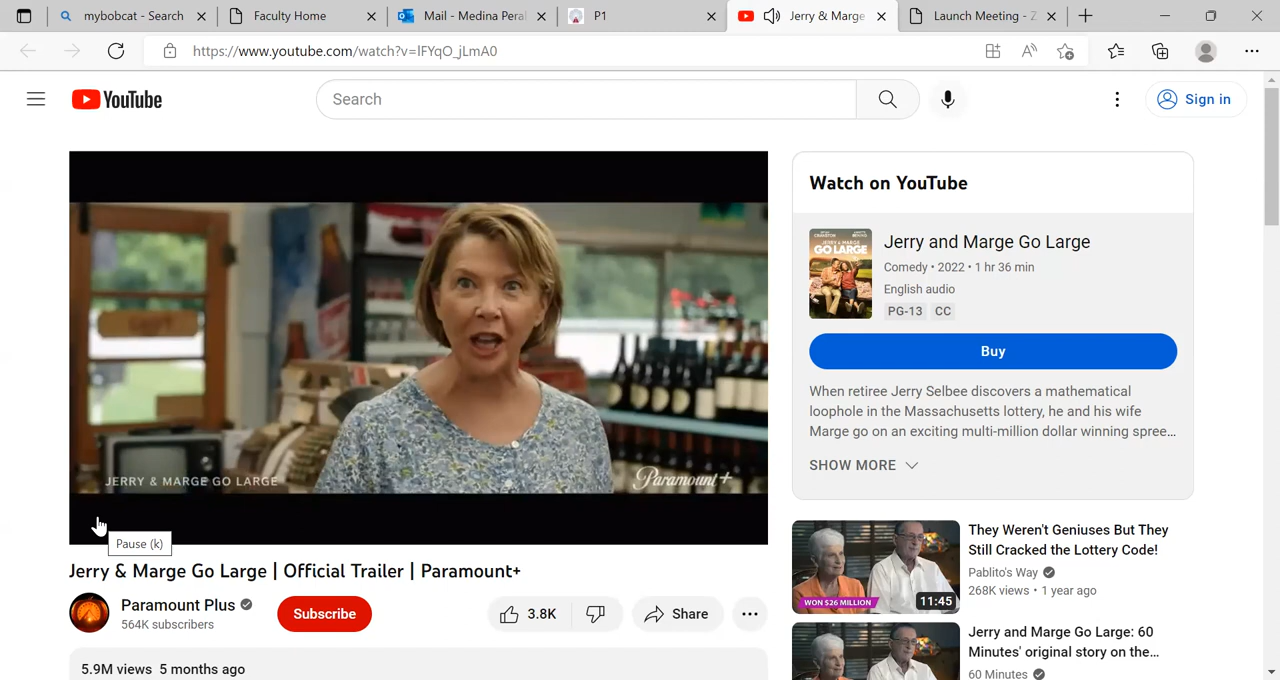 mybobcat - Search
Faculty Home
Mail - Medina Peral
P1
Jerry & Marge
Launch Meeting - Z
https://www.youtube.com/watch?v=IFYqO_jLmA0
YouTube
Search
Sign in
JERRY & MARGE GO LARGE
Paramount+
Pause (k)
Jerry & Marge Go Large | Official Trailer | Paramount+
Paramount Plus
564K subscribers
Subscribe
3.8K
Share
5.9M views 5 months ago
Watch on YouTube
GO LARGE
Jerry and Marge Go Large
Comedy • 2022 • 1 hr 36 min
English audio
PG-13 CC
Buy
When retiree Jerry Selbee discovers a mathematical
loophole in the Massachusetts lottery, he and his wife
Marge go on an exciting multi-million dollar winning spree...
SHOW MORE
WON $26 MILLION
11:45
They Weren't Geniuses But They
Still Cracked the Lottery Code!
Pablito's Way
268K views • 1 year ago
Jerry and Marge Go Large: 60
Minutes' original story on the...
60 Minutes